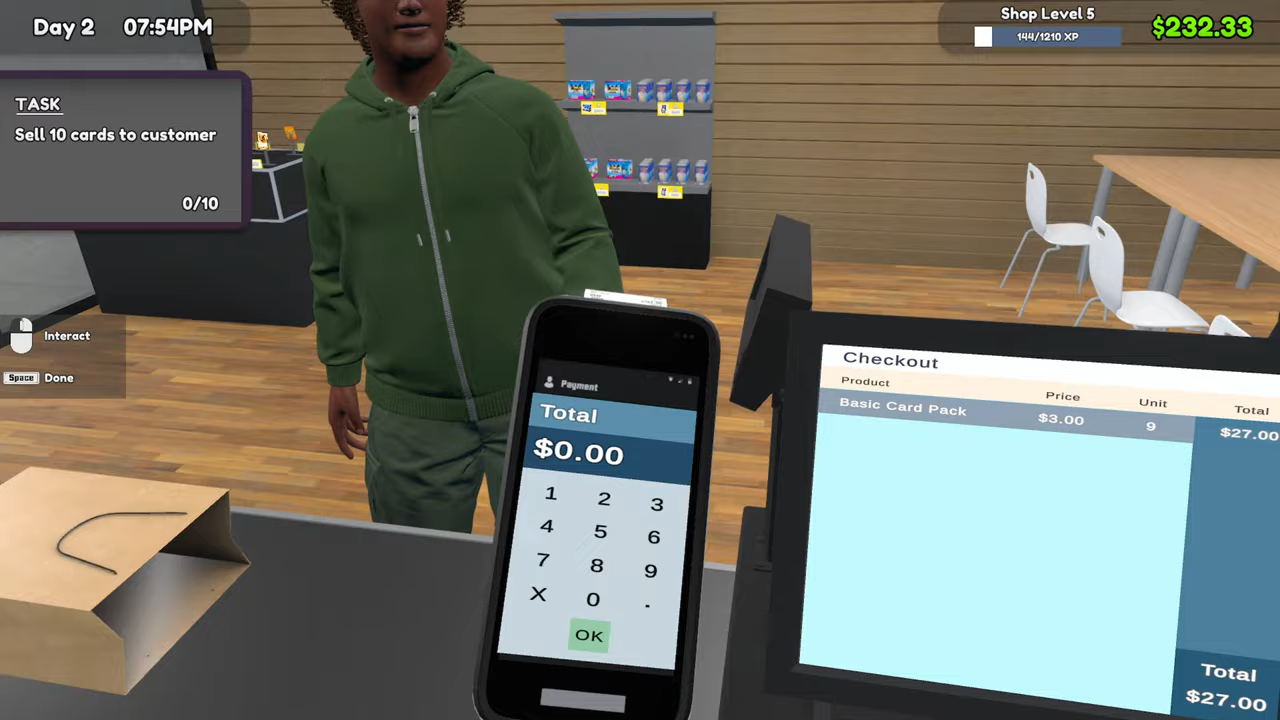 Day 2 07:54PM
Shop Level 5
144/1210 XP
$232.33
TASK
Sell 10 cards to customer
0/10
Interact
Space Done
Payment
Total
$0.00
1 2 3
4 5 6
7 8 9
X 0 .
OK
Checkout
Product Price Unit Total
Basic Card Pack $3.00 9 $27.00
Total
$27.00